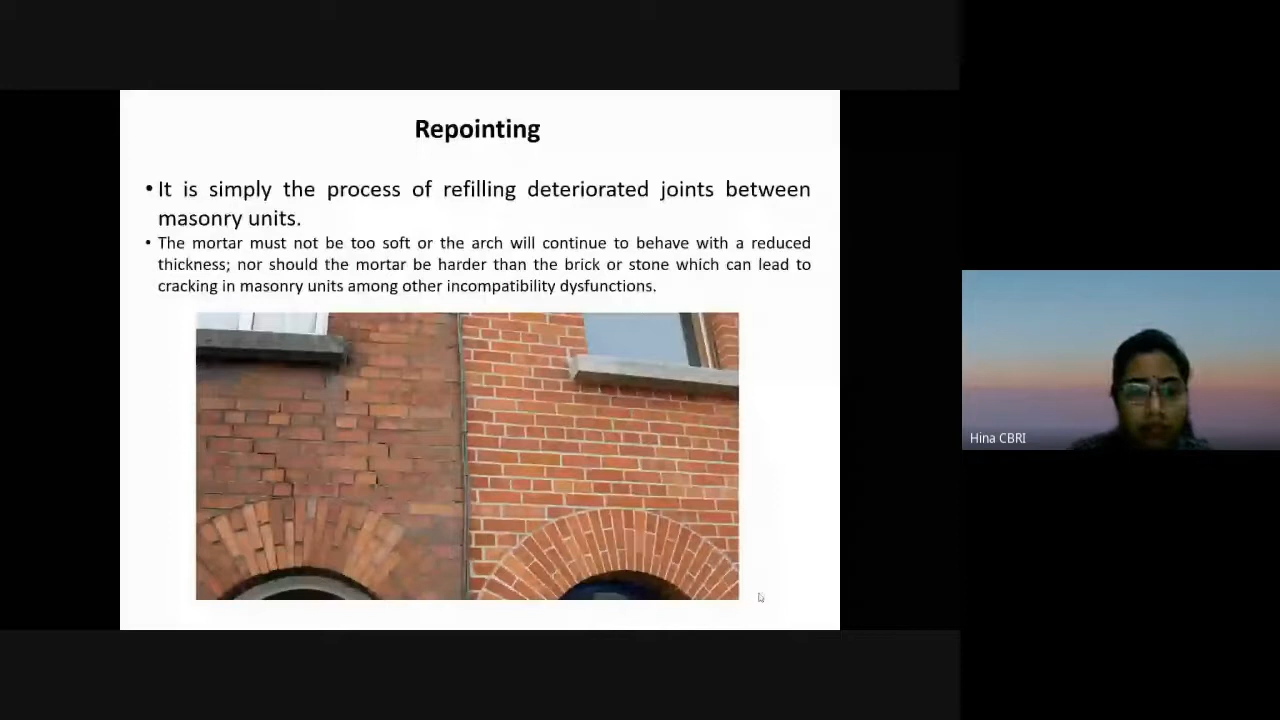 Repointing
• It is simply the process of refilling deteriorated joints between
masonry units.
• The mortar must not be too soft or the arch will continue to behave with a reduced
thickness; nor should the mortar be harder than the brick or stone which can lead to
cracking in masonry units among other incompatibility dysfunctions.
Hina CBRI